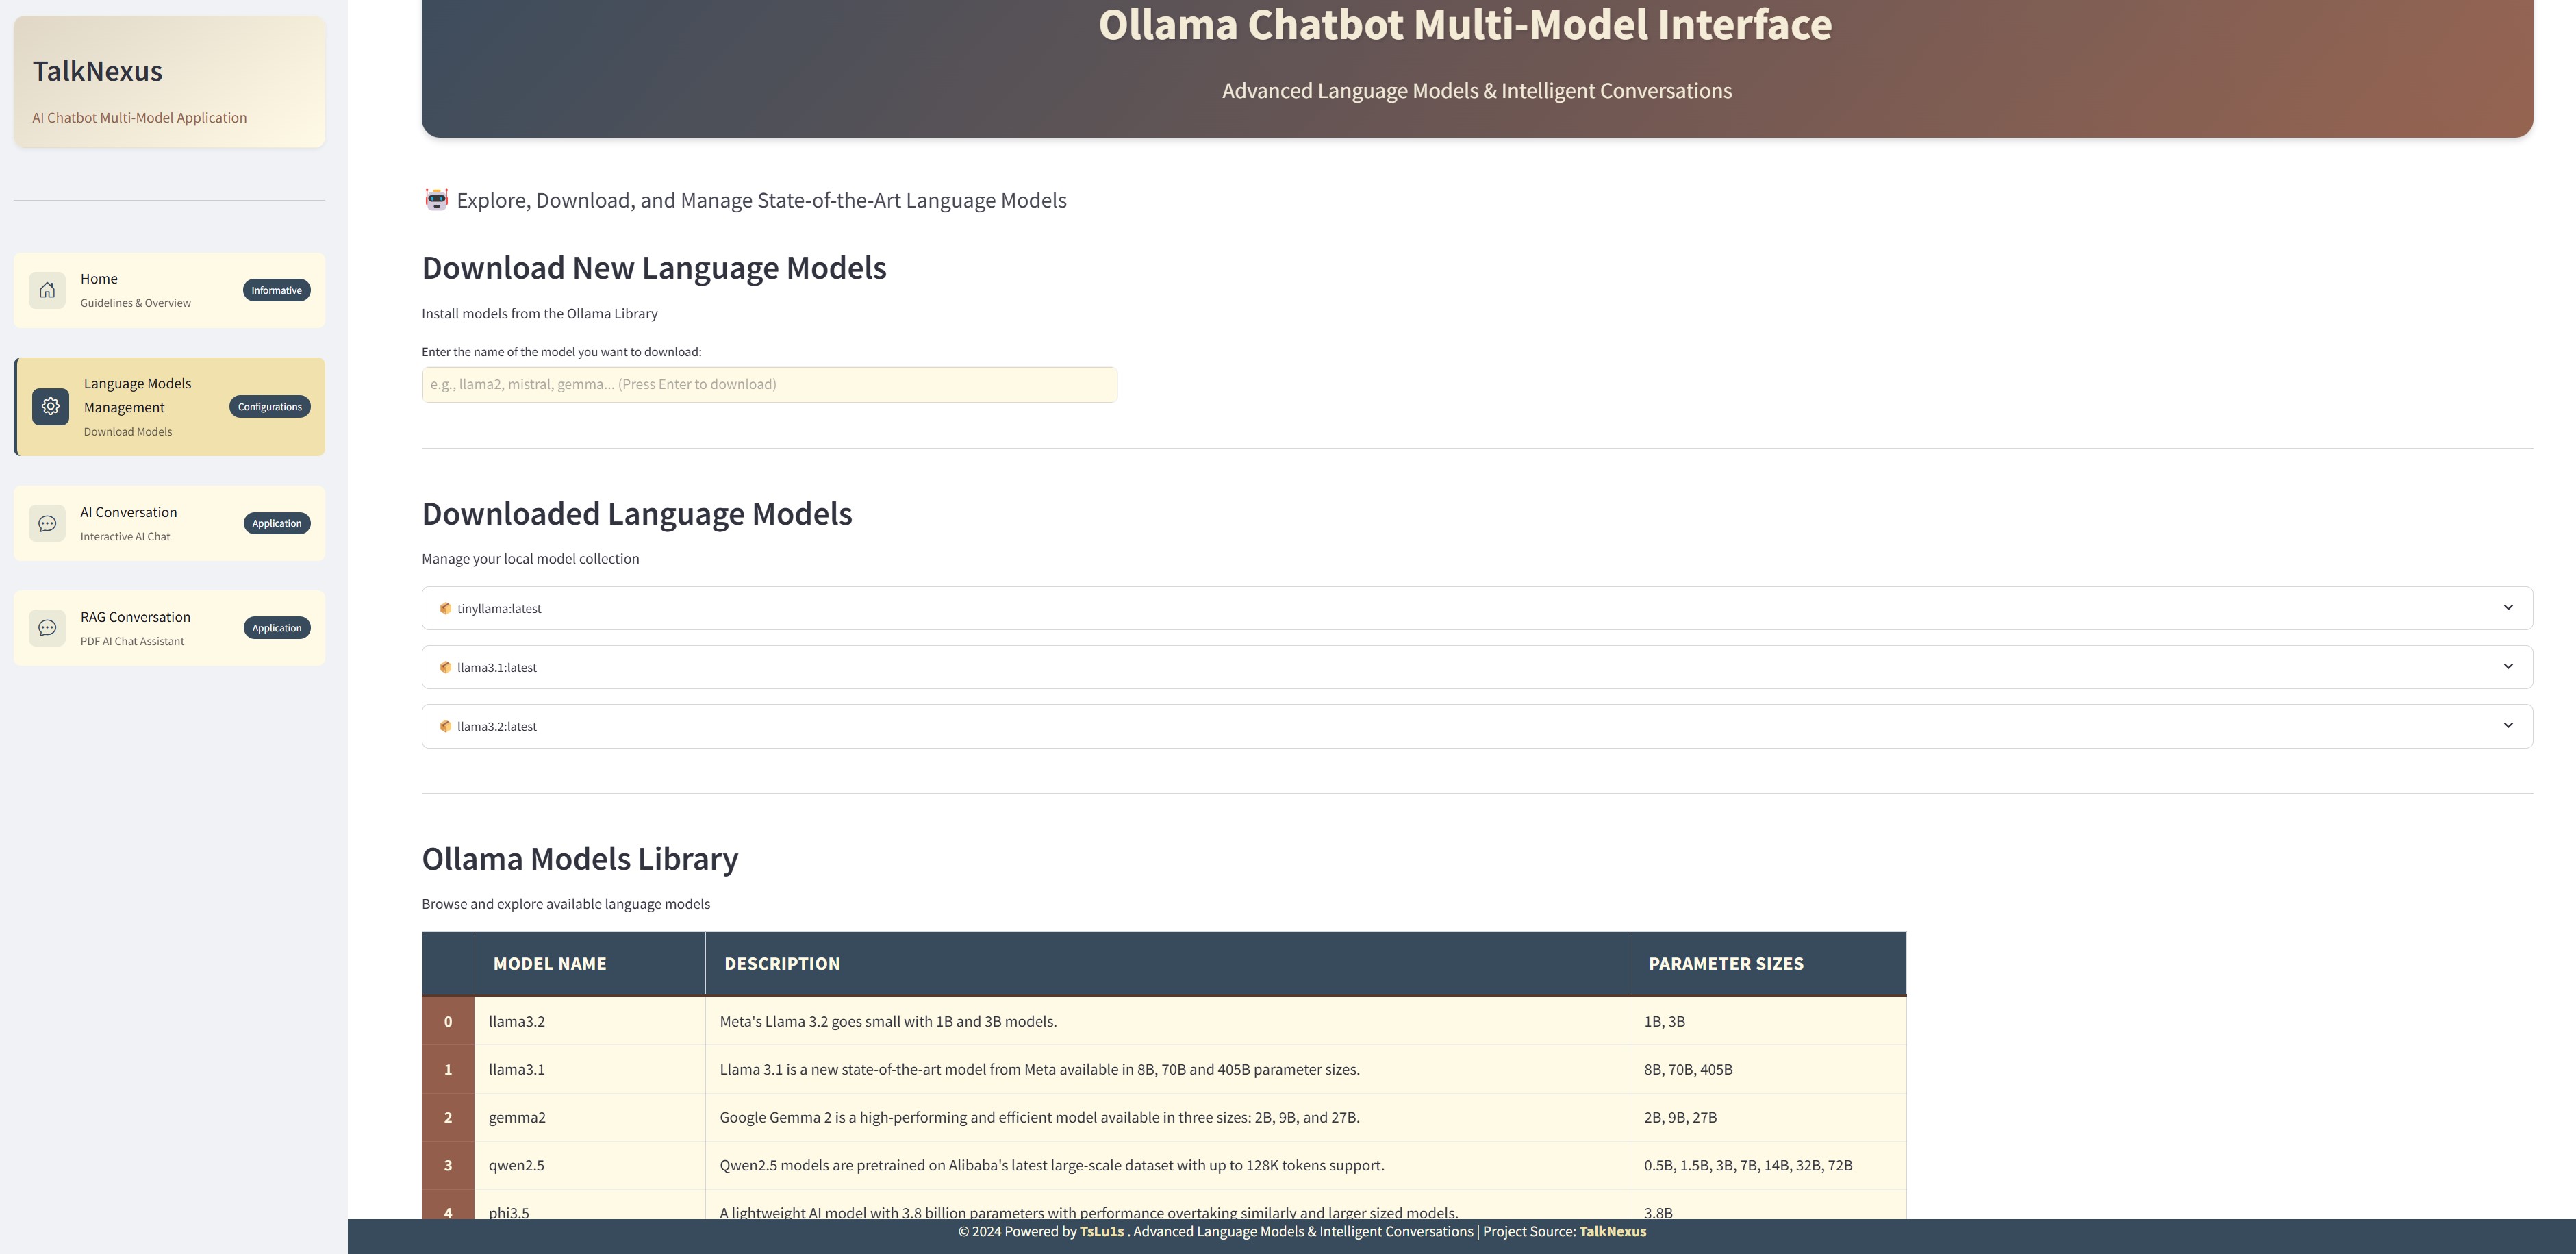 TalkNexus
AI Chatbot Multi-Model Application
Home
Guidelines & Overview
Informative
Language Models
Management
Download Models
Configurations
AI Conversation
Interactive AI Chat
Application
RAG Conversation
PDF AI Chat Assistant
Application
Ollama Chatbot Multi-Model Interface
Advanced Language Models & Intelligent Conversations
Explore, Download, and Manage State-of-the-Art Language Models
Download New Language Models
Install models from the Ollama Library
Enter the name of the model you want to download:
e.g., llama2, mistral, gemma... (Press Enter to download)
Downloaded Language Models
Manage your local model collection
tinyllama:latest
llama3.1:latest
llama3.2:latest
Ollama Models Library
Browse and explore available language models
MODEL NAME DESCRIPTION PARAMETER SIZES
0 llama3.2 Meta's Llama 3.2 goes small with 1B and 3B models. 1B, 3B
1 llama3.1 Llama 3.1 is a new state-of-the-art model from Meta available in 8B, 70B and 405B parameter sizes. 8B, 70B, 405B
2 gemma2 Google Gemma 2 is a high-performing and efficient model available in three sizes: 2B, 9B, and 27B. 2B, 9B, 27B
3 qwen2.5 Qwen2.5 models are pretrained on Alibaba's latest large-scale dataset with up to 128K tokens support. 0.5B, 1.5B, 3B, 7B, 14B, 32B, 72B
4 phi3.5 A lightweight AI model with 3.8 billion parameters with performance overtaking similarly and larger sized models. 3.8B
© 2024 Powered by TsLu1s . Advanced Language Models & Intelligent Conversations | Project Source: TalkNexus